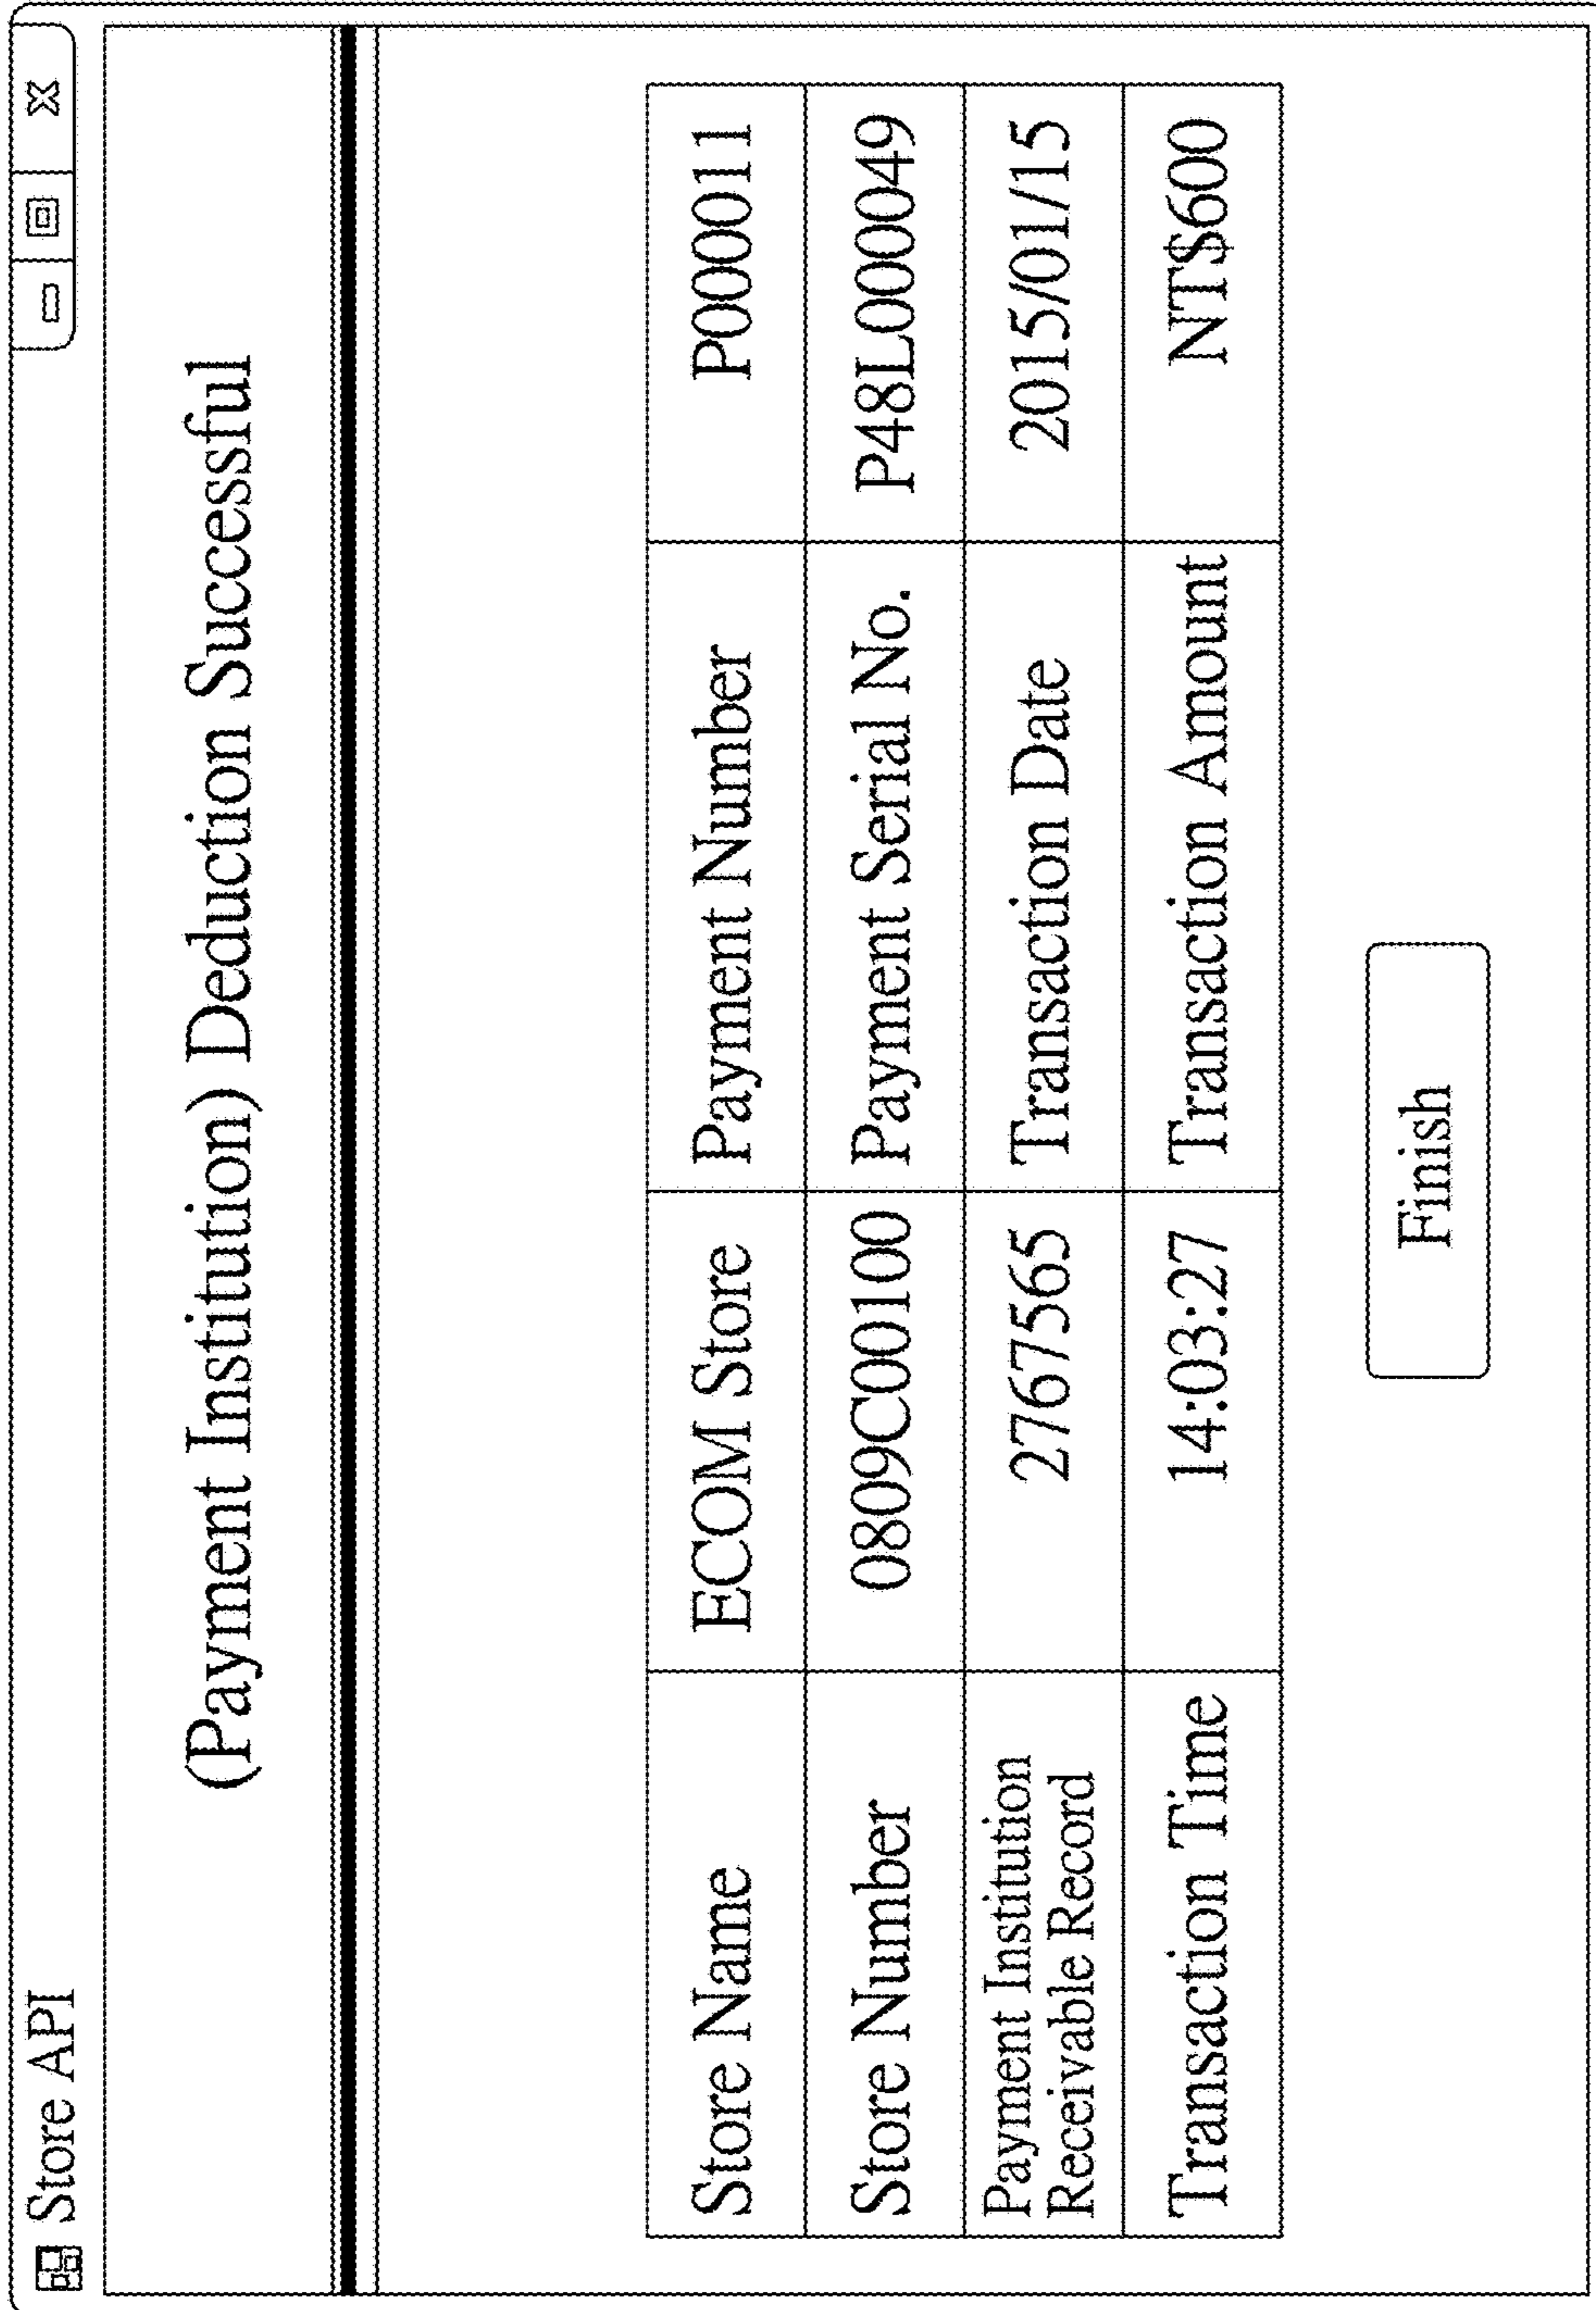 Store API
(Payment Institution) Deduction Successful
Store Name ECOM Store Payment Number P00011
Store Number 0809C00100 Payment Serial No. P48L000049
Payment Institution
Receivable Record 2767565 Transaction Date 2015/01/15
Transaction Time 14:03:27 Transaction Amount NT$600
Finish